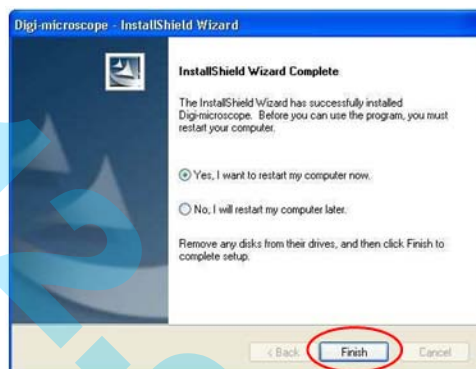 Digi-microscope - InstallShield Wizard
InstallShield Wizard Complete
The InstallShield Wizard has successfully installed
Digi-microscope. Before you can use the program, you must
restart your computer.
Yes, I want to restart my computer now.
No, I will restart my computer later.
Remove any disks from their drives, and then click Finish to
complete setup.
< Back Finish Cancel